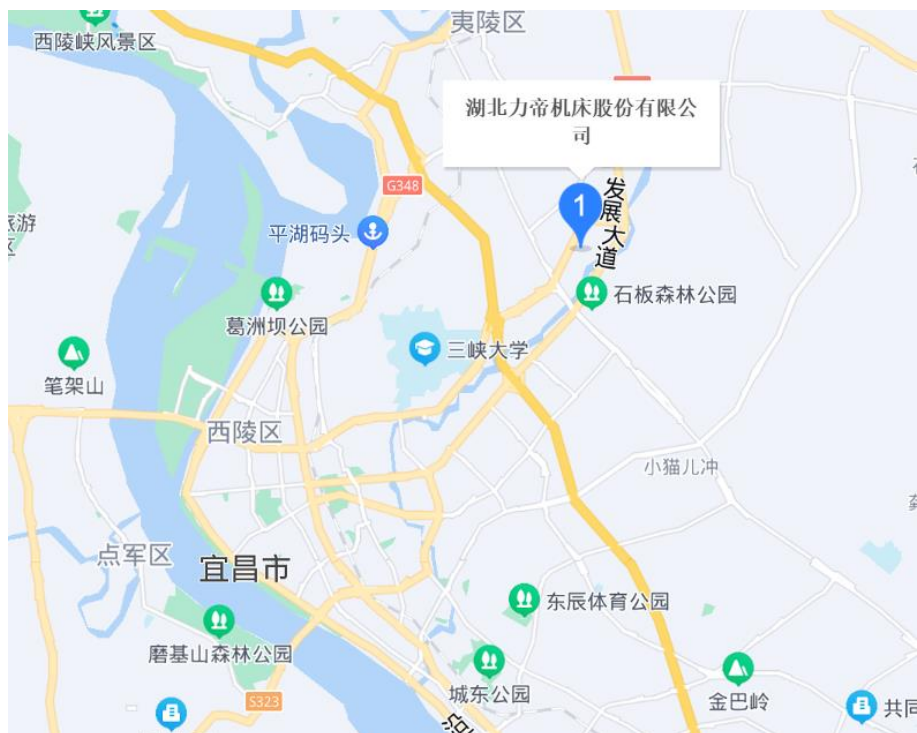 夷陵区
西陵峡风景区
湖北力帝机床股份有限公
司
G348
1
发展大道
平湖码头
石板森林公园
葛洲坝公园
三峡大学
笔架山
西陵区
小猫儿冲
点军区
宜昌市
东辰体育公园
磨基山森林公园
城东公园
金巴岭
S323
共同